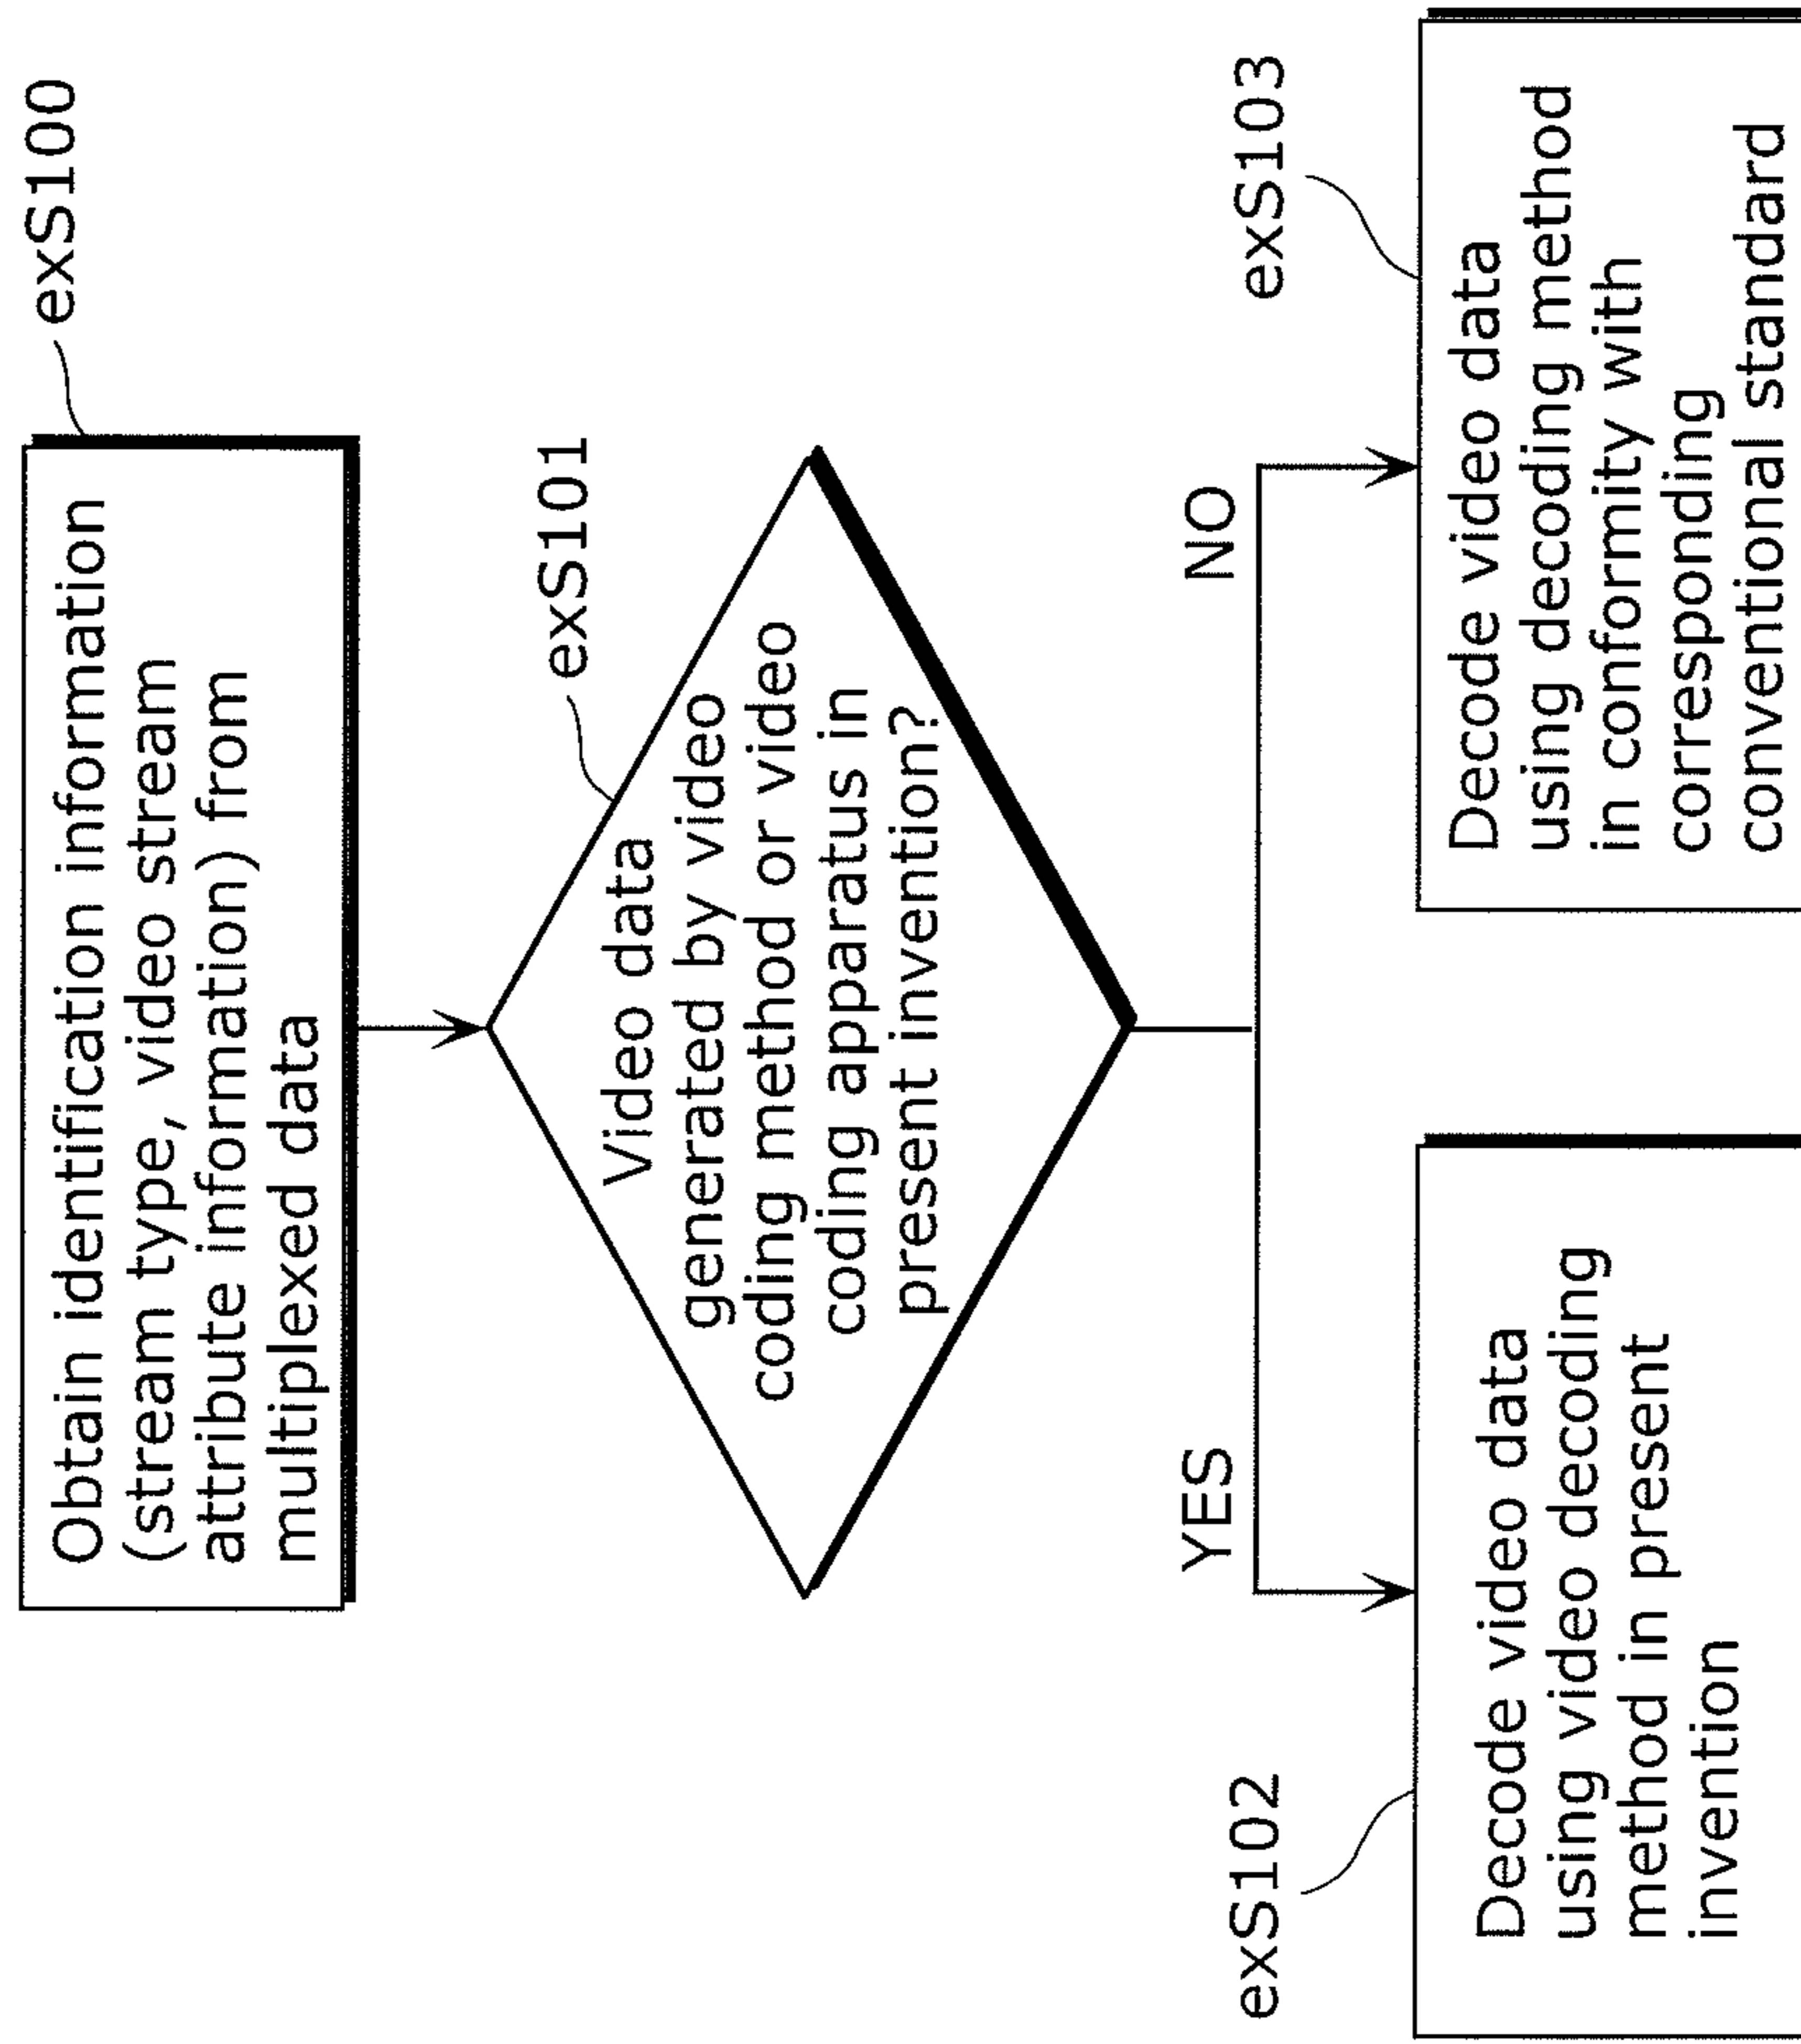 exS100
Obtain identification information
(stream type, video stream
attribute information) from
multiplexed data
exS101
Video data
generated by video
coding method or video
coding apparatus in
present invention?
YES
NO
exS102
Decode video data
using video decoding
method in present
invention
exS103
Decode video data
using decoding method
in conformity with
corresponding
conventional standard